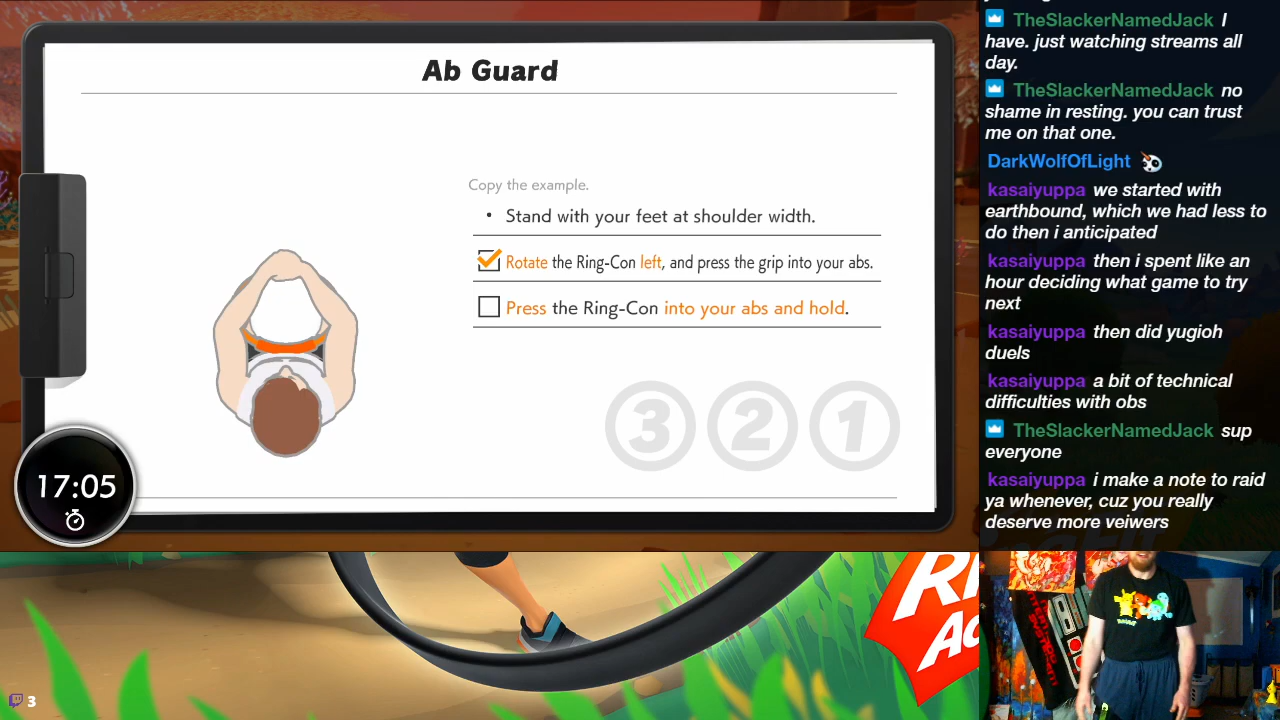 Ab Guard
Copy the example.
• Stand with your feet at shoulder width.
Rotate the Ring-Con left, and press the grip into your abs.
Press the Ring-Con into your abs and hold.
3 2 1
17:05
3
TheSlackerNamedJack I
have. just watching streams all
day.
TheSlackerNamedJack no
shame in resting. you can trust
me on that one.
DarkWolfOfLight
kasaiyuppa we started with
earthbound, which we had less to
do then i anticipated
kasaiyuppa then i spent like an
hour deciding what game to try
next
kasaiyuppa then did yugioh
duels
kasaiyuppa a bit of technical
difficulties with obs
TheSlackerNamedJack sup
everyone
kasaiyuppa i make a note to raid
ya whenever, cuz you really
deserve more veiwers